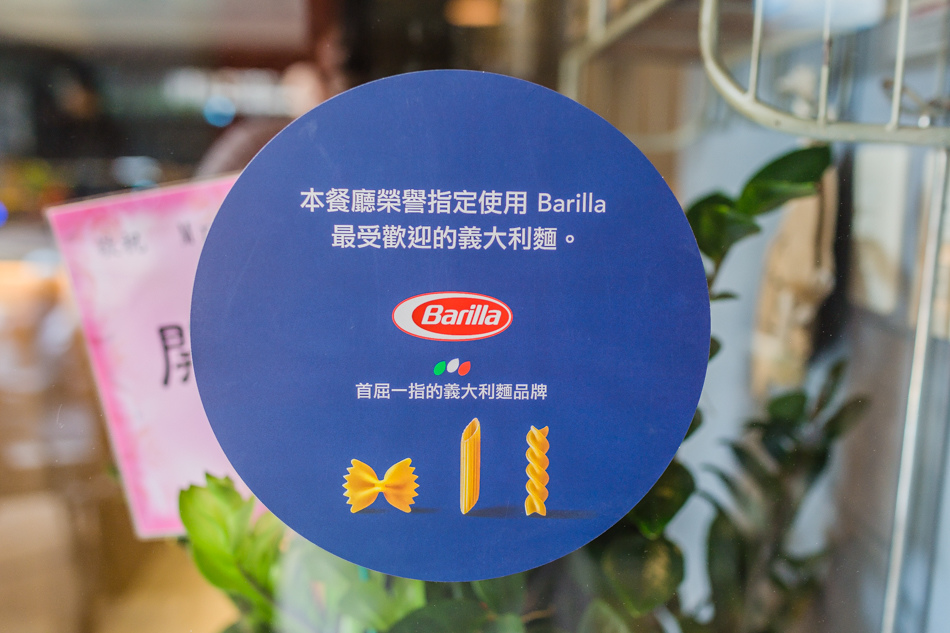 本餐廳榮譽指定使用 Barilla
最受歡迎的義大利麵。
Barilla
首屈一指的義大利麵品牌